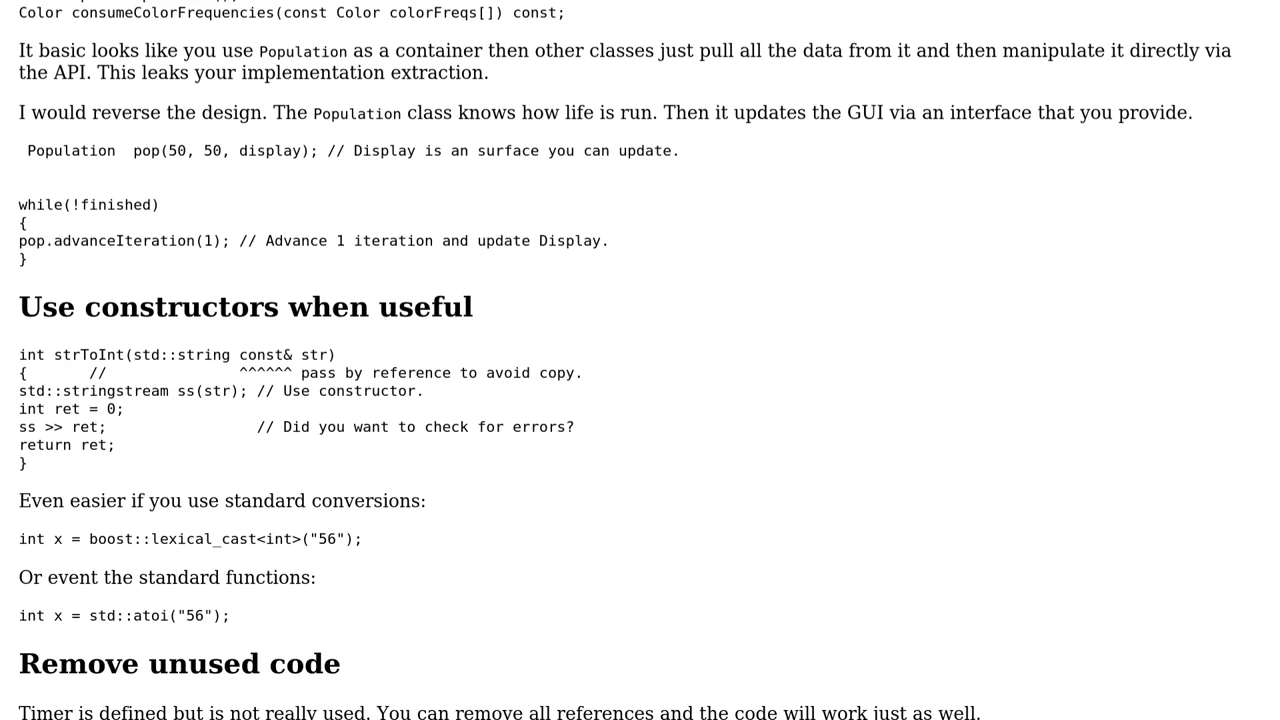 Color consumeColorFrequencies(const Color colorFreqs[]) const;
It basic looks like you use Population as a container then other classes just pull all the data from it and then manipulate it directly via
the API. This leaks your implementation extraction.
I would reverse the design. The Population class knows how life is run. Then it updates the GUI via an interface that you provide.
Population  pop(50, 50, display); // Display is an surface you can update.
while(!finished)
{
pop.advanceIteration(1); // Advance 1 iteration and update Display.
}
Use constructors when useful
int strToInt(std::string const& str)
{       //               ^^^^^^ pass by reference to avoid copy.
std::stringstream ss(str); // Use constructor.
int ret = 0;
ss >> ret;                 // Did you want to check for errors?
return ret;
}
Even easier if you use standard conversions:
int x = boost::lexical_cast<int>("56");
Or event the standard functions:
int x = std::atoi("56");
Remove unused code
Timer is defined but is not really used. You can remove all references and the code will work just as well.